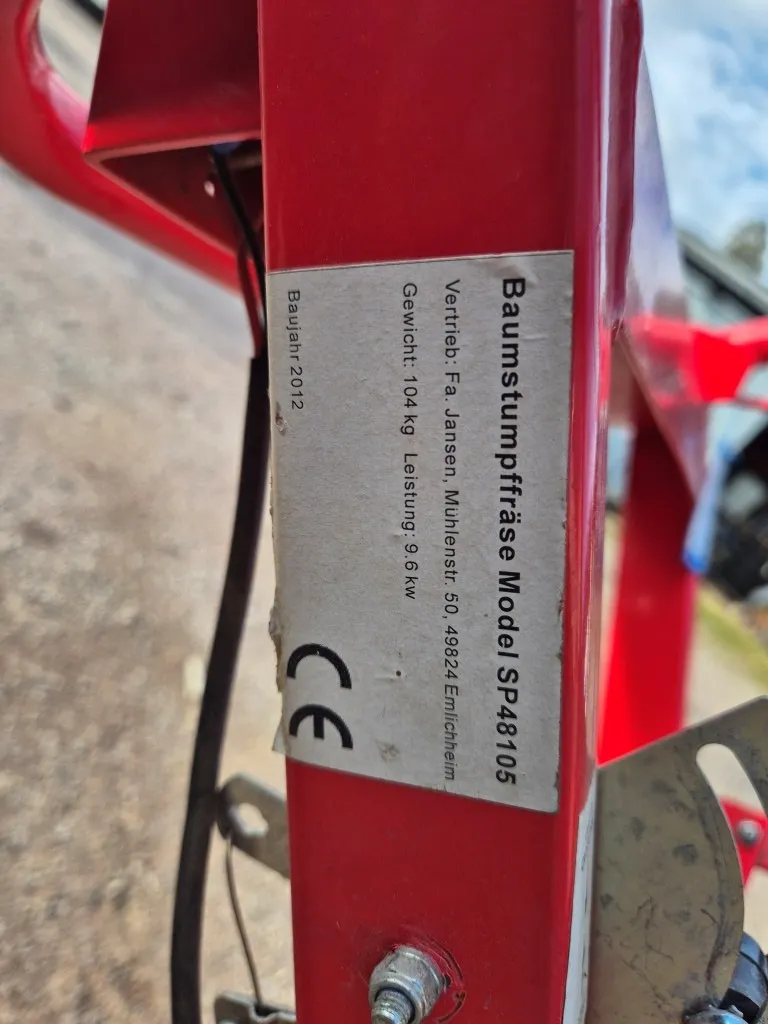 Baumstumpffräse Model SP48105
Vertrieb: Fa. Jansen, Mühlenstr. 50, 49824 Emlichheim
Gewicht: 104 kg Leistung: 9.6 kw
Baujahr 2012
CE